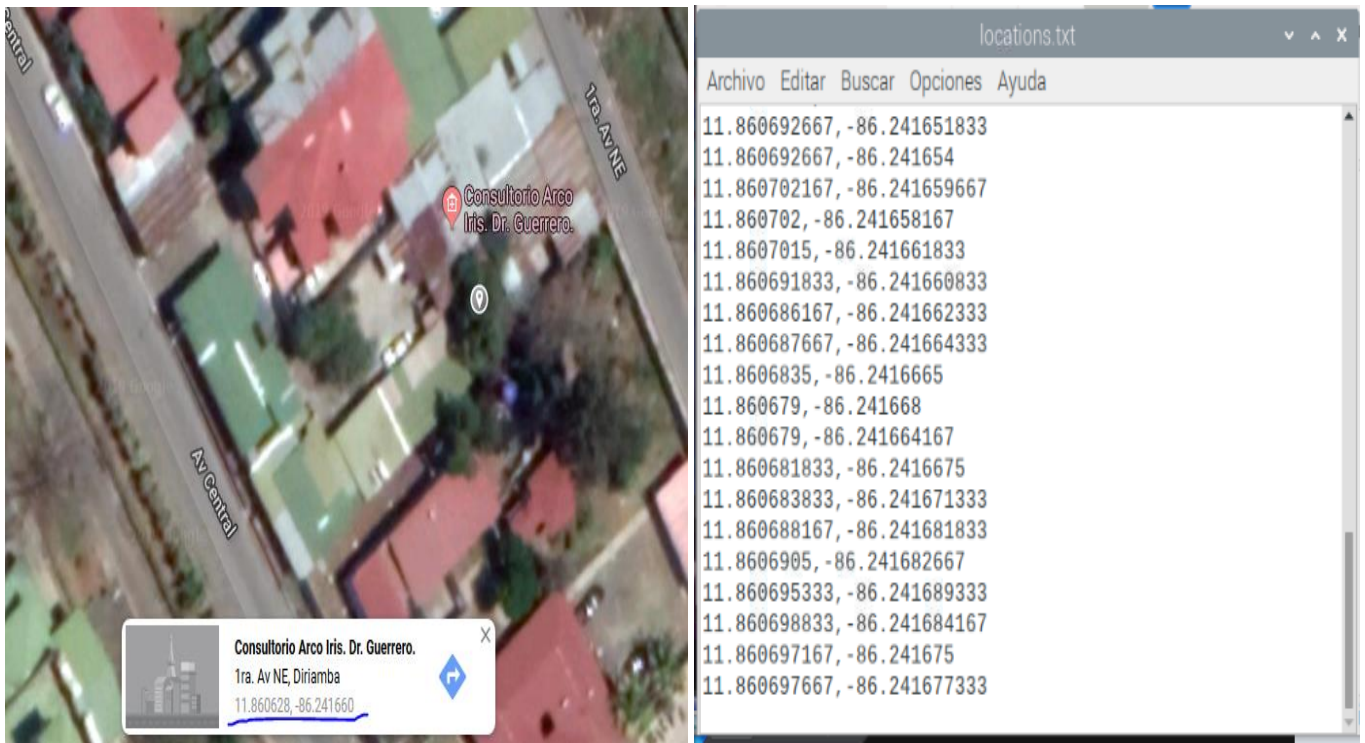 entral
1ra. Av NE
Consultorio Arco
Iris. Dr. Guerrero.
Av Central
Consultorio Arco Iris. Dr. Guerrero.
1ra. Av NE, Diriamba
11.860628, -86.241660
X
locations.txt
Archivo Editar Buscar Opciones Ayuda
11.860692667,-86.241651833
11.860692667,-86.241654
11.860702167,-86.241659667
11.860702,-86.241658167
11.8607015,-86.241661833
11.860691833,-86.241660833
11.860686167,-86.241662333
11.860687667,-86.241664333
11.8606835,-86.2416665
11.860679,-86.241668
11.860679,-86.241664167
11.860681833,-86.2416675
11.860683833,-86.241671333
11.860688167,-86.241681833
11.8606905,-86.241682667
11.860695333,-86.241689333
11.860698833,-86.241684167
11.860697167,-86.241675
11.860697667,-86.241677333